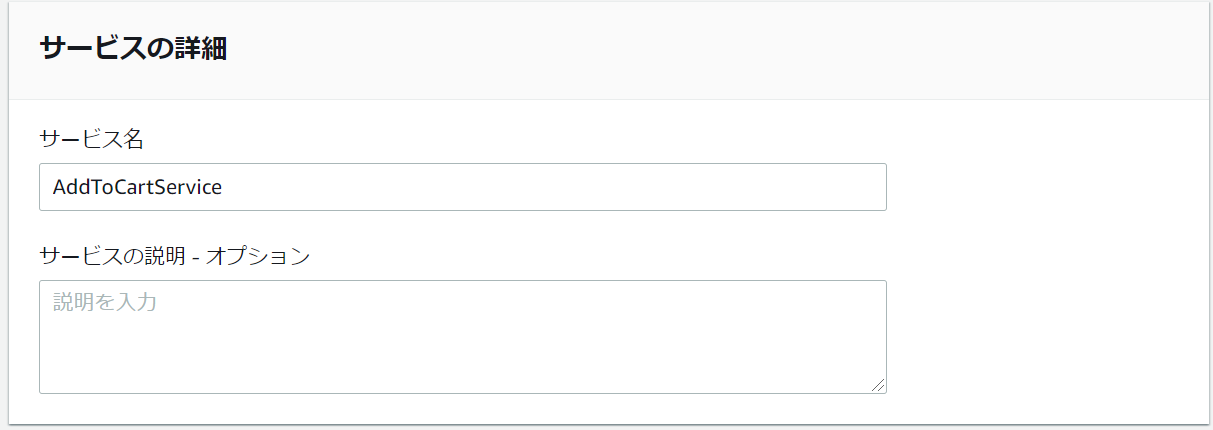 サービスの詳細
サービス名
AddToCartService
サービスの説明 - オプション
説明を入力